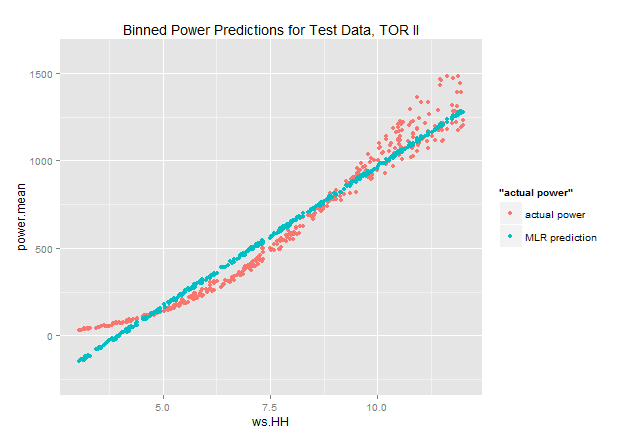 Binned Power Predictions for Test Data, TOR II
power.mean
1500
1000
500
0
5.0
7.5
10.0
ws.HH
"actual power"
actual power
MLR prediction